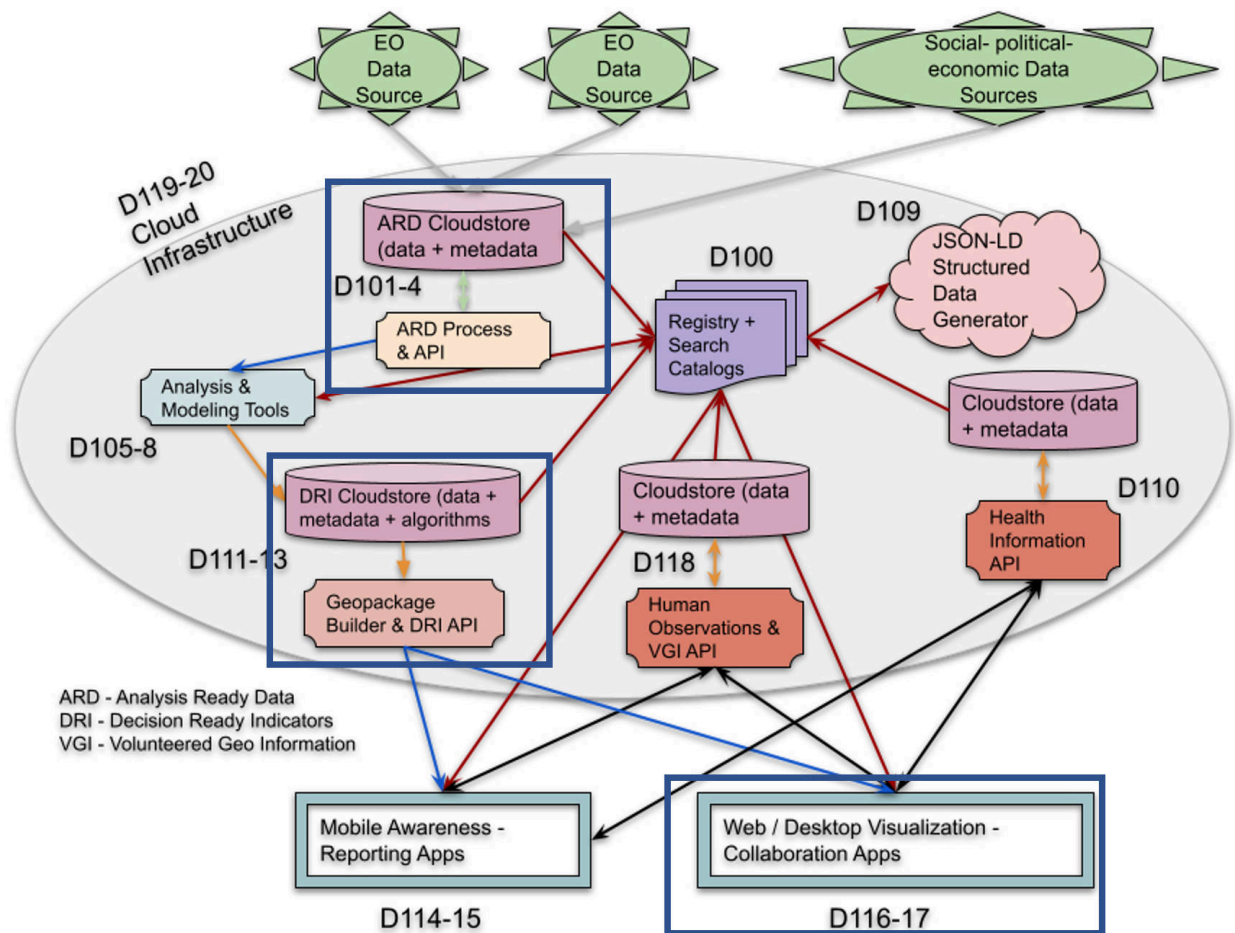 EO
Data
Source
EO
Data
Source
Social- political-
economic Data
Sources
D119-20
Cloud
Infrastructure
ARD Cloudstore
(data + metadata
D101-4
ARD Process
& API
D109
JSON-LD
Structured
Data
Generator
D100
Registry +
Search
Catalogs
Analysis &
Modeling Tools
D105-8
Cloudstore (data
+ metadata
D110
Health
Information
API
DRI Cloudstore (data +
metadata + algorithms
D111-13
Geopackage
Builder & DRI API
Cloudstore (data
+ metadata
D118
Human
Observations &
VGI API
ARD - Analysis Ready Data
DRI - Decision Ready Indicators
VGI - Volunteered Geo Information
Mobile Awareness -
Reporting Apps
D114-15
Web / Desktop Visualization -
Collaboration Apps
D116-17